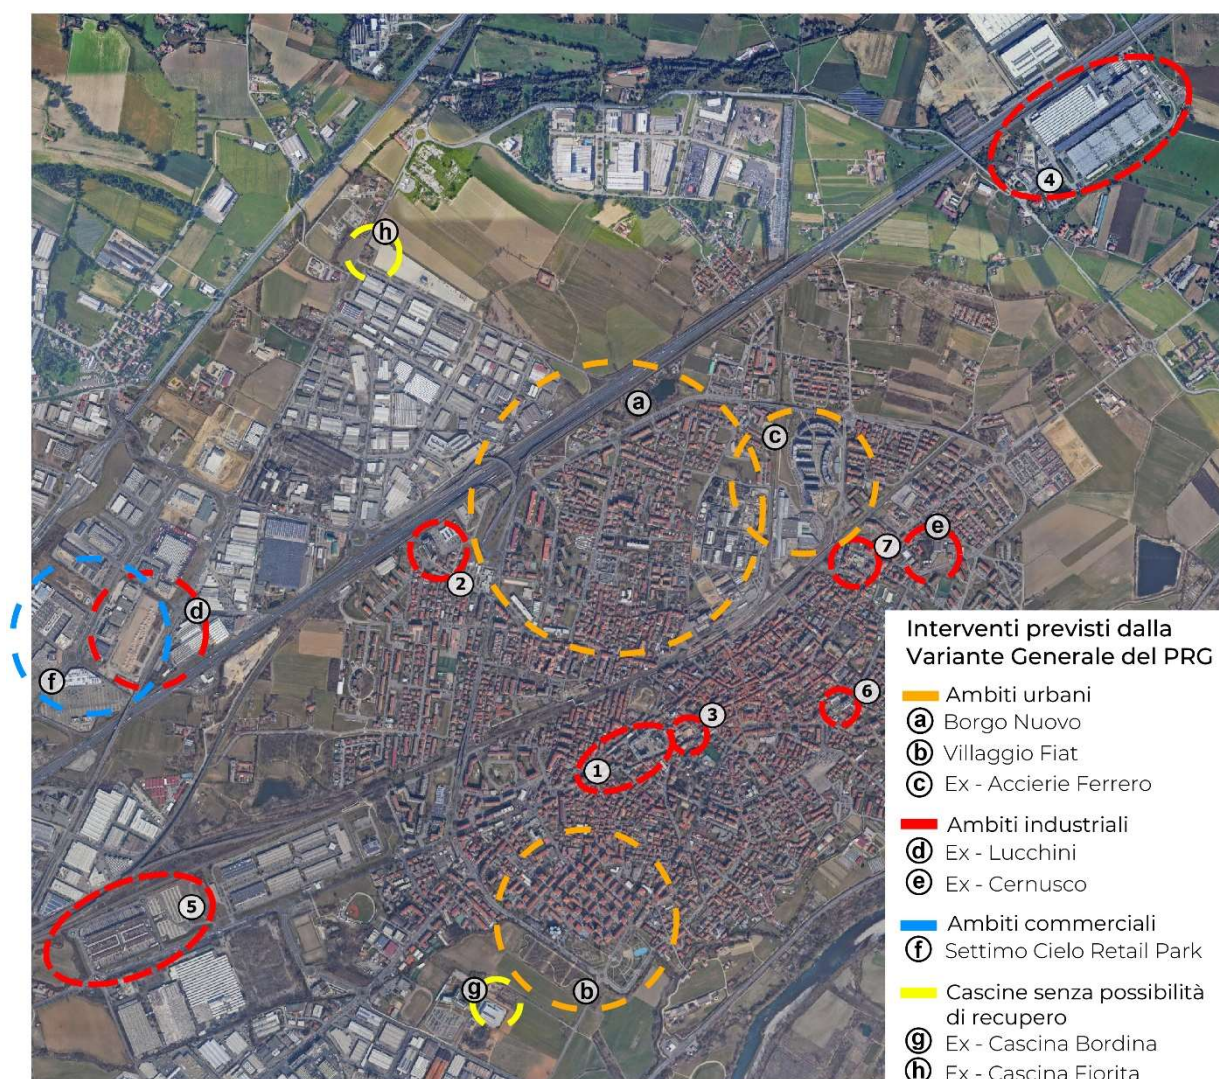 h
4
a
c
7
e
2
d
f
6
3
1
5
g
b
Interventi previsti dalla
Variante Generale del PRG
Ambiti urbani
a Borgo Nuovo
b Villaggio Fiat
c Ex - Accierie Ferrero
Ambiti industriali
d Ex - Lucchini
e Ex - Cernusco
Ambiti commerciali
f Settimo Cielo Retail Park
Cascine senza possibilità
di recupero
g Ex - Cascina Bordina
h Ex - Cascina Fiorita